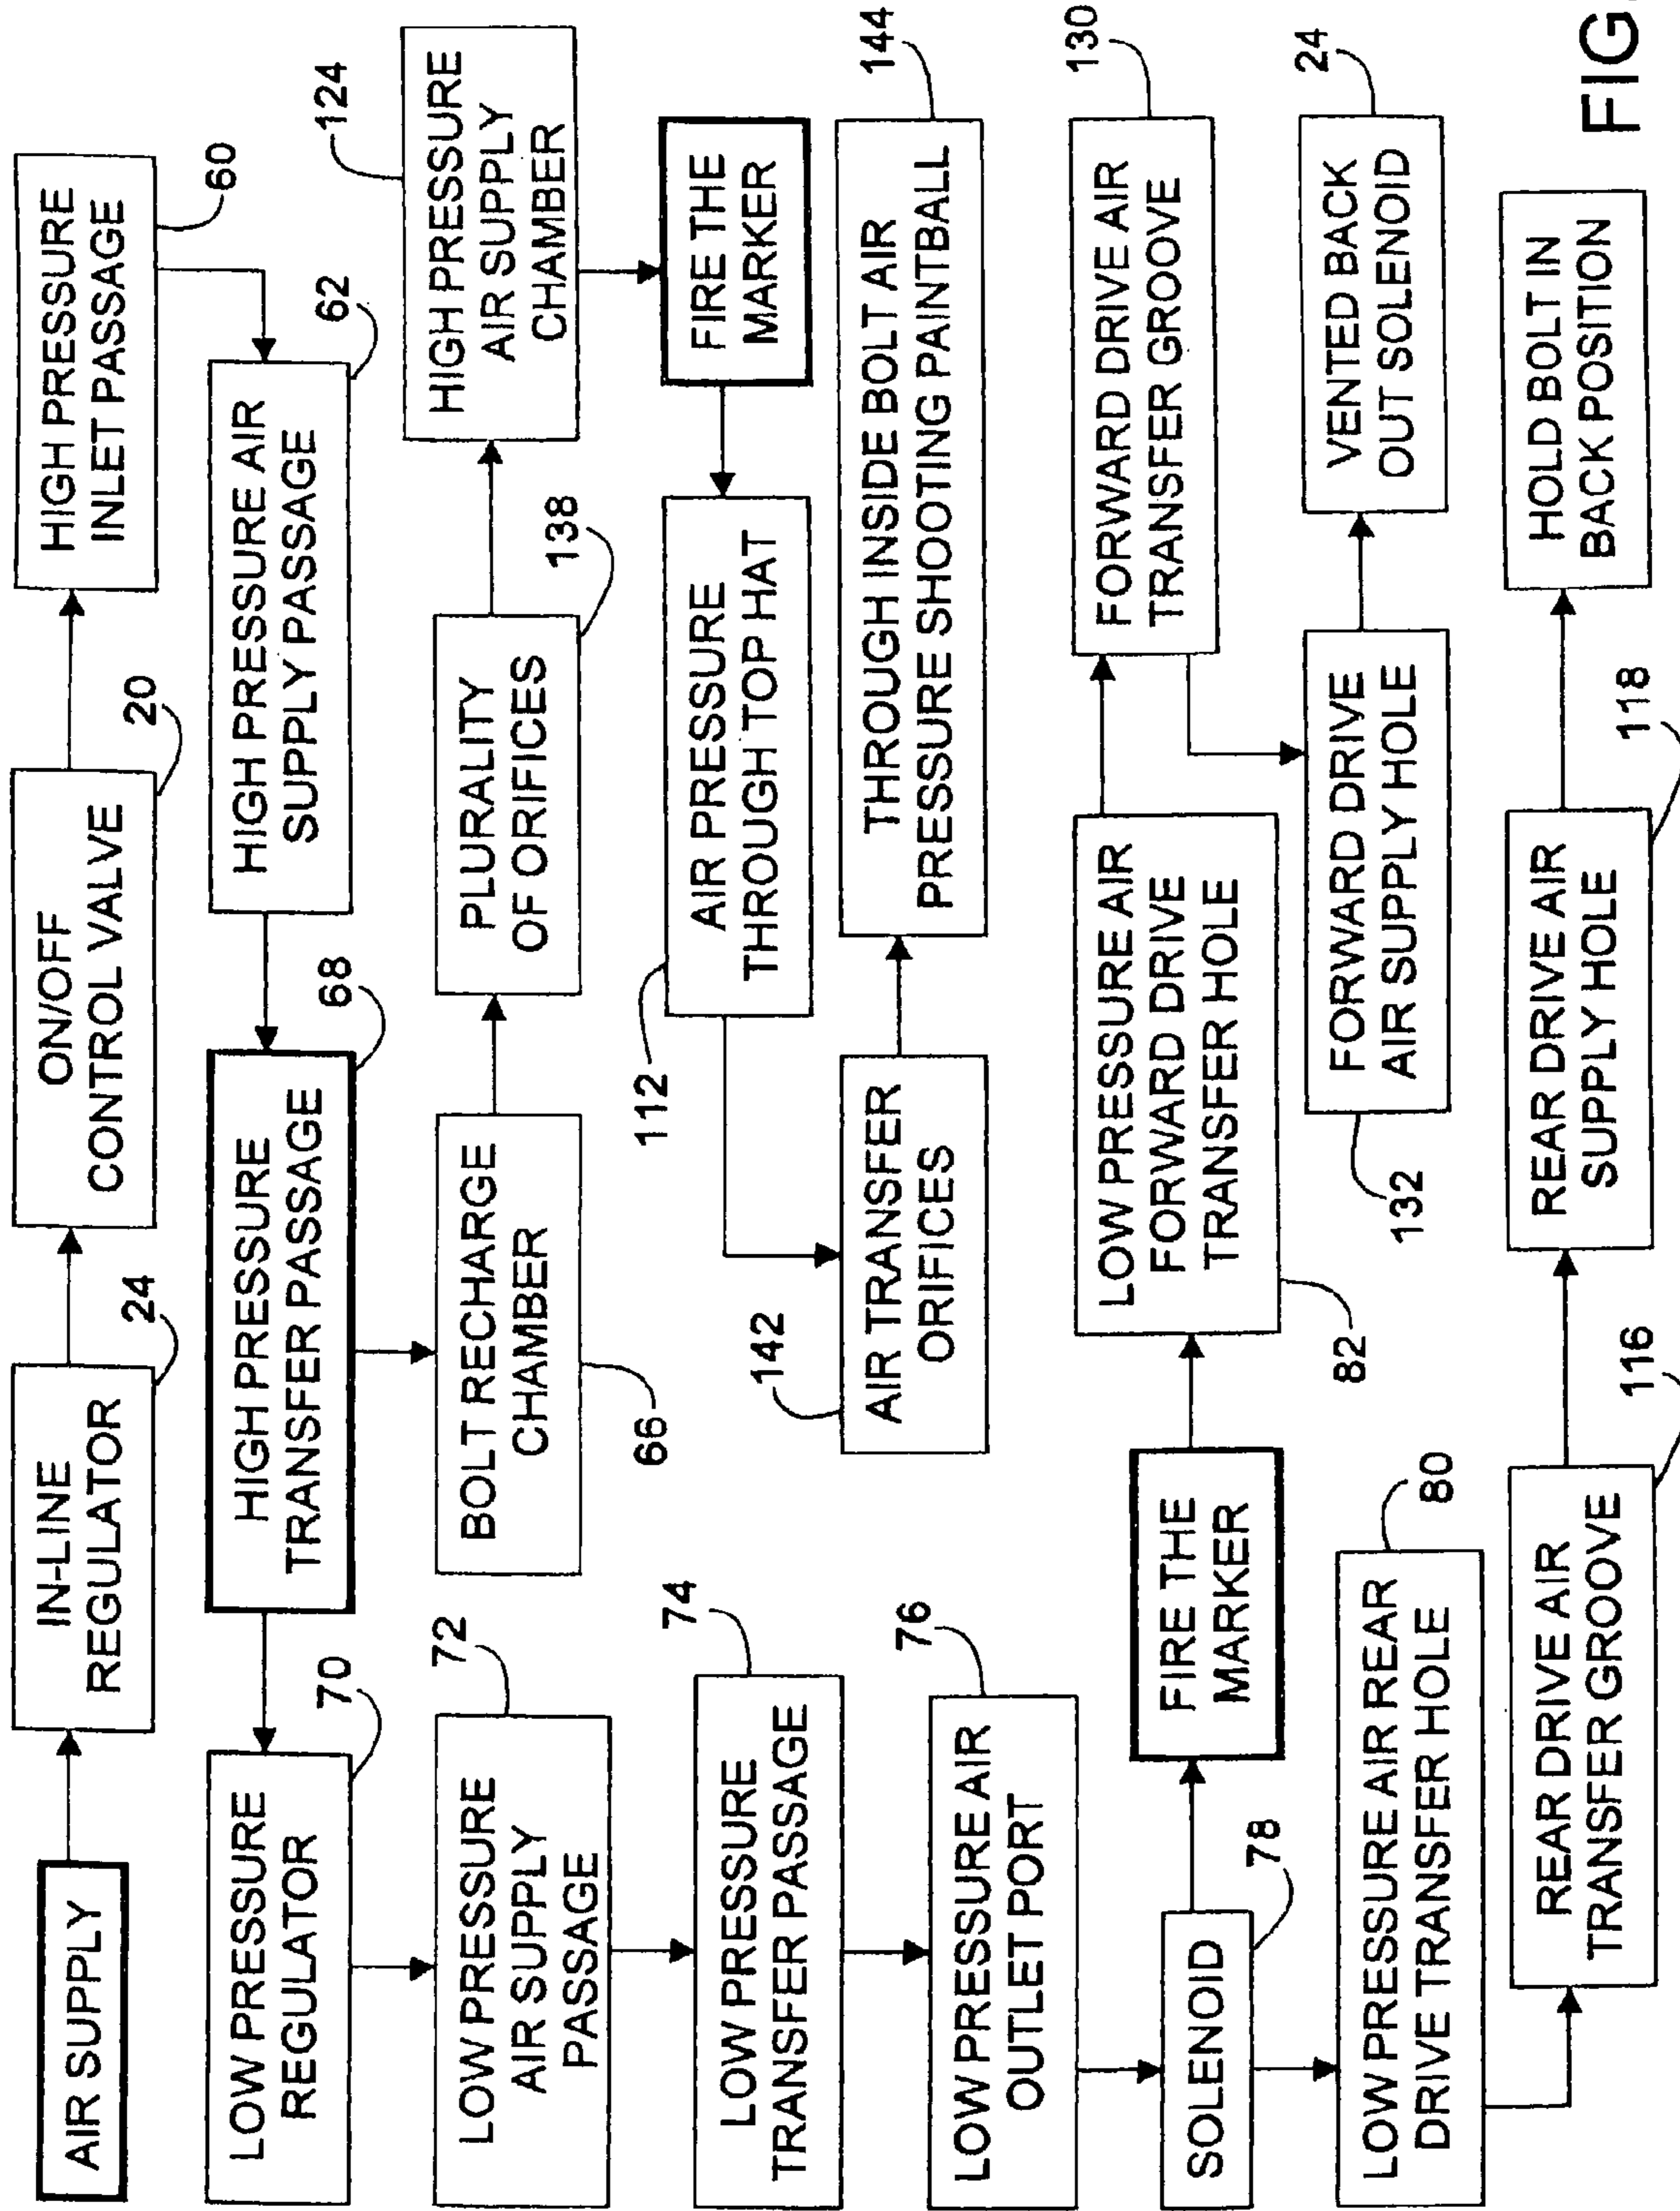 AIR SUPPLY
IN-LINE
REGULATOR
24
ON/OFF
CONTROL VALVE
20
HIGH PRESSURE
INLET PASSAGE
60
LOW PRESSURE
REGULATOR
70
HIGH PRESSURE
TRANSFER PASSAGE
68
HIGH PRESSURE AIR
SUPPLY PASSAGE
62
LOW PRESSURE
AIR SUPPLY
PASSAGE
72
BOLT RECHARGE
CHAMBER
66
PLURALITY
OF ORIFICES
138
HIGH PRESSURE
AIR SUPPLY
CHAMBER
124
LOW PRESSURE
TRANSFER PASSAGE
74
AIR PRESSURE
THROUGH TOP HAT
112
FIRE THE
MARKER
LOW PRESSURE AIR
OUTLET PORT
76
AIR TRANSFER
ORIFICES
142
THROUGH INSIDE BOLT AIR
PRESSURE SHOOTING PAINTBALL
144
SOLENOID
78
FIRE THE
MARKER
LOW PRESSURE AIR
FORWARD DRIVE
TRANSFER HOLE
82
FORWARD DRIVE AIR
TRANSFER GROOVE
130
LOW PRESSURE AIR REAR
DRIVE TRANSFER HOLE
80
FORWARD DRIVE
AIR SUPPLY HOLE
132
VENTED BACK
OUT SOLENOID
24
REAR DRIVE AIR
TRANSFER GROOVE
116
REAR DRIVE AIR
SUPPLY HOLE
118
HOLD BOLT IN
BACK POSITION
FIG